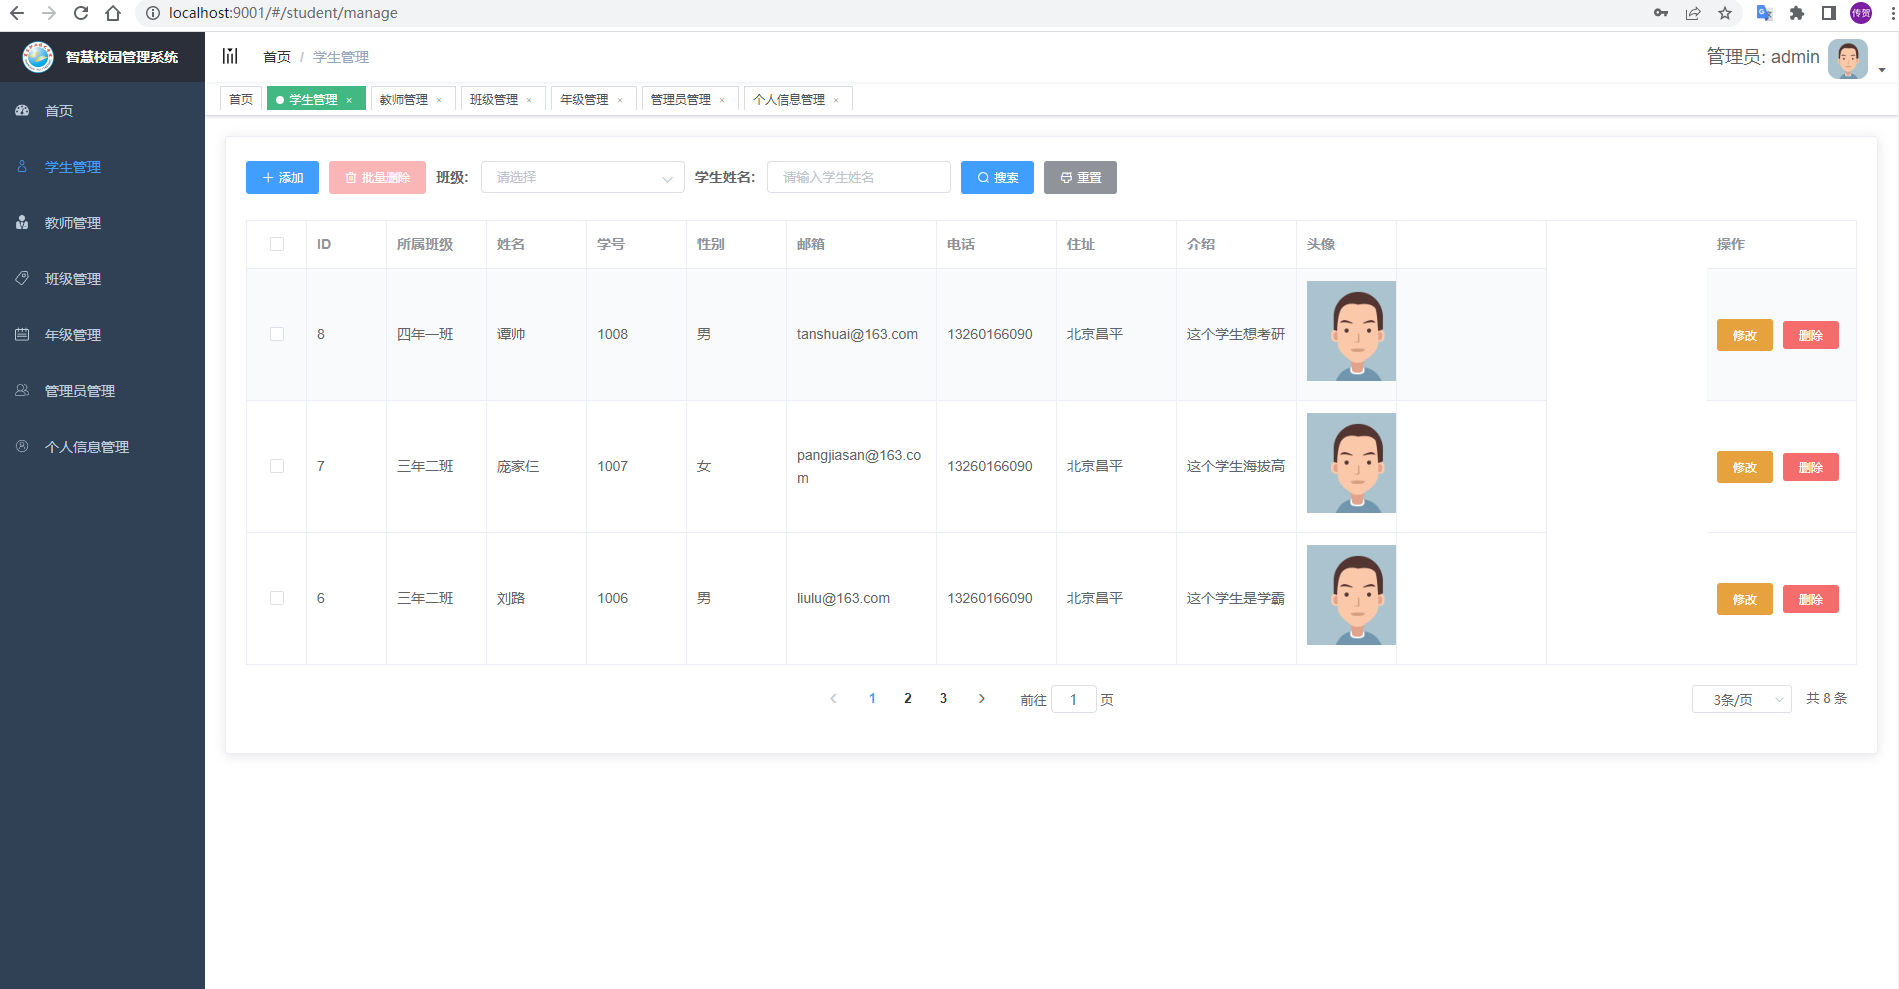 localhost:9001/#/student/manage
传贺
智慧校园管理系统
首页 / 学生管理
管理员: admin
首页
学生管理 ×
教师管理 ×
班级管理 ×
年级管理 ×
管理员管理 ×
个人信息管理 ×
首页
学生管理
教师管理
班级管理
年级管理
管理员管理
个人信息管理
添加 批量删除 班级: 请选择 学生姓名: 请输入学生姓名 搜索 重置
ID 所属班级 姓名 学号 性别 邮箱 电话 住址 介绍 头像 操作
8 四年一班 谭帅 1008 男 tanshuai@163.com 13260166090 北京昌平 这个学生想考研 修改 删除
7 三年二班 庞家仨 1007 女 pangjiasan@163.co 13260166090 北京昌平 这个学生海拔高 修改 删除
m
6 三年二班 刘路 1006 男 liulu@163.com 13260166090 北京昌平 这个学生是学霸 修改 删除
1 2 3 前往 1 页 3条/页 共 8 条